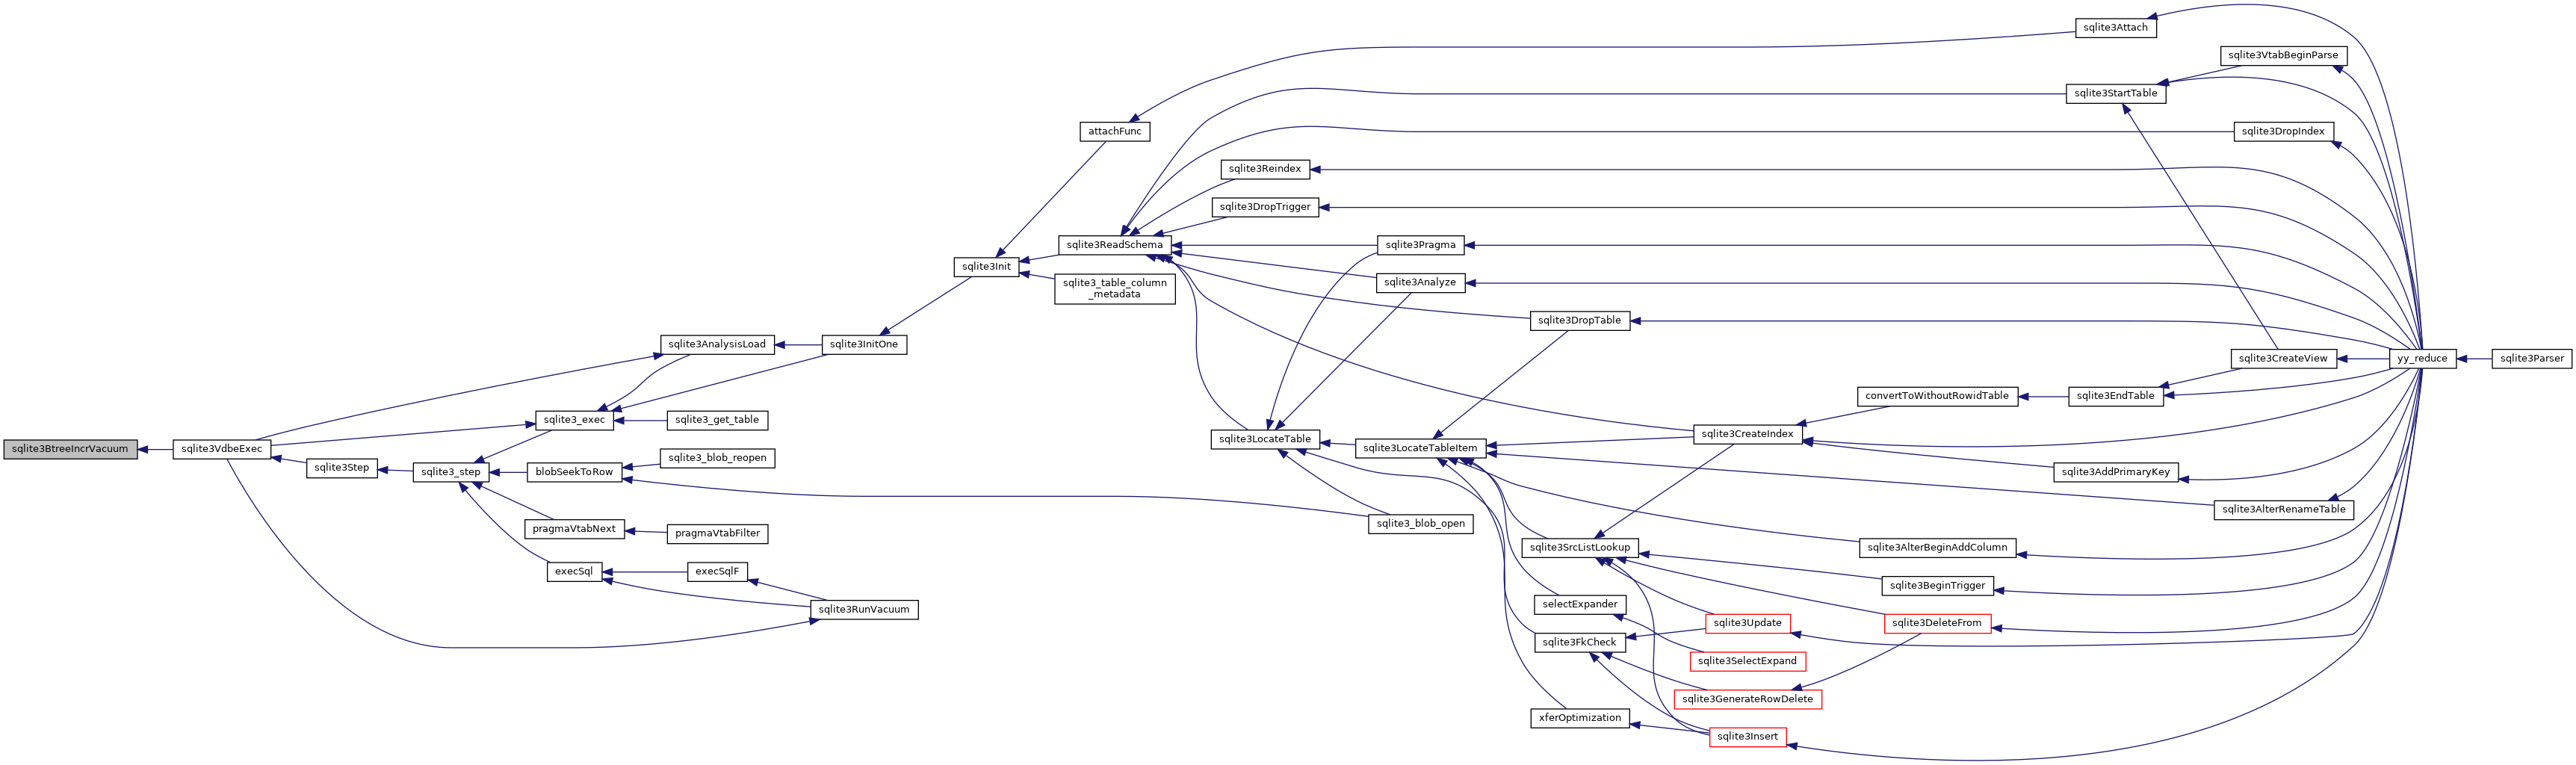 sqlite3BtreeIncrVacuum
sqlite3VdbeExec
sqlite3Step
sqlite3_step
sqlite3_exec
blobSeekToRow
pragmaVtabNext
execSql
sqlite3AnalysisLoad
sqlite3_get_table
sqlite3_blob_reopen
pragmaVtabFilter
execSqlF
sqlite3InitOne
sqlite3RunVacuum
sqlite3Init
attachFunc
sqlite3ReadSchema
sqlite3_table_column
_metadata
sqlite3Reindex
sqlite3DropTrigger
sqlite3LocateTable
sqlite3Pragma
sqlite3Analyze
sqlite3LocateTableItem
sqlite3_blob_open
sqlite3DropTable
sqlite3SrcListLookup
selectExpander
sqlite3FkCheck
xferOptimization
sqlite3CreateIndex
sqlite3Update
sqlite3SelectExpand
sqlite3GenerateRowDelete
sqlite3Insert
convertToWithoutRowidTable
sqlite3AlterBeginAddColumn
sqlite3BeginTrigger
sqlite3DeleteFrom
sqlite3Attach
sqlite3StartTable
sqlite3EndTable
sqlite3AddPrimaryKey
sqlite3VtabBeginParse
sqlite3DropIndex
sqlite3CreateView
sqlite3AlterRenameTable
yy_reduce
sqlite3Parser